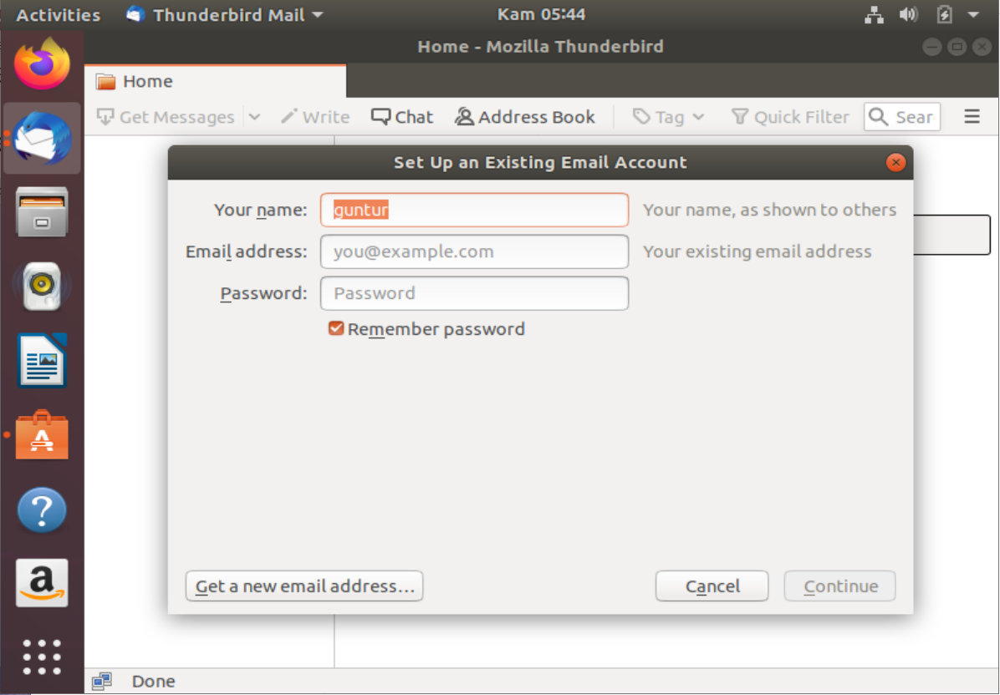 Activities Thunderbird Mail Kam 05:44
Home - Mozilla Thunderbird
Home
Get Messages Write Chat Address Book Tag Quick Filter Sear
Set Up an Existing Email Account
Your name: guntur Your name, as shown to others
Email address: you@example.com Your existing email address
Password: Password
Remember password
Get a new email address... Cancel Continue
Done